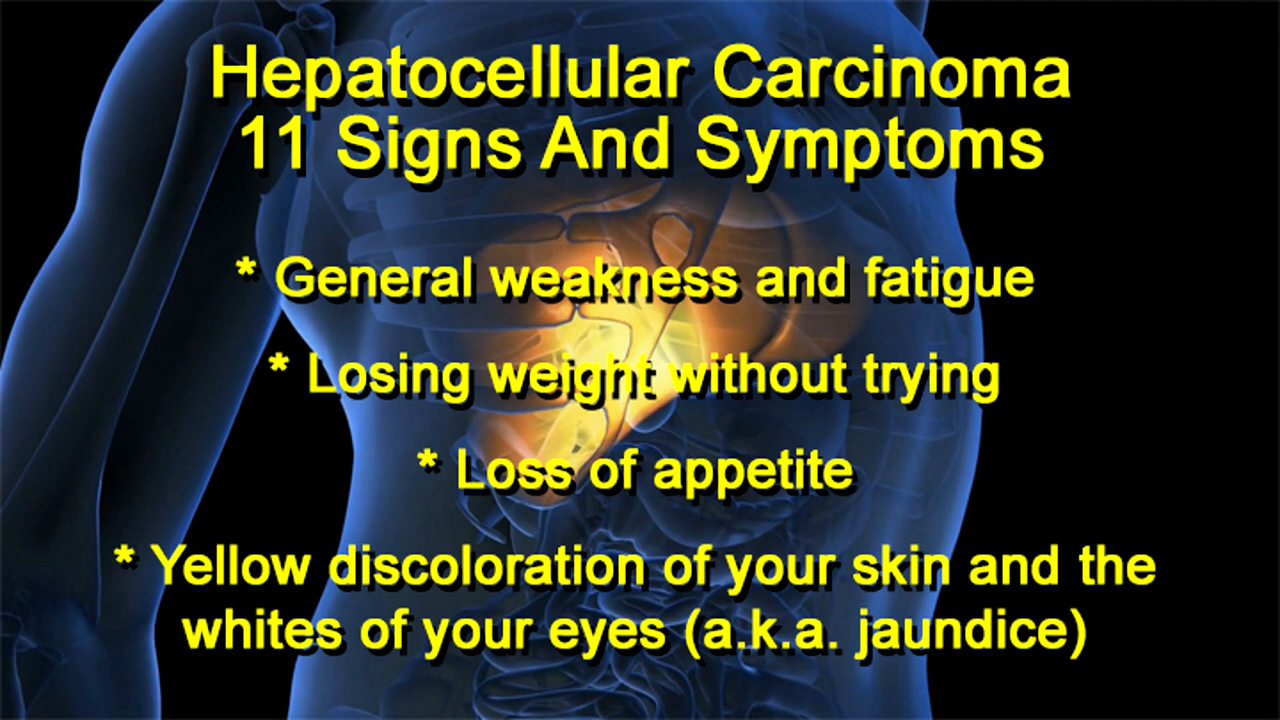 Hepatocellular Carcinoma
11 Signs And Symptoms
* General weakness and fatigue
* Losing weight without trying
* Loss of appetite
* Yellow discoloration of your skin and the
whites of your eyes (a.k.a. jaundice)